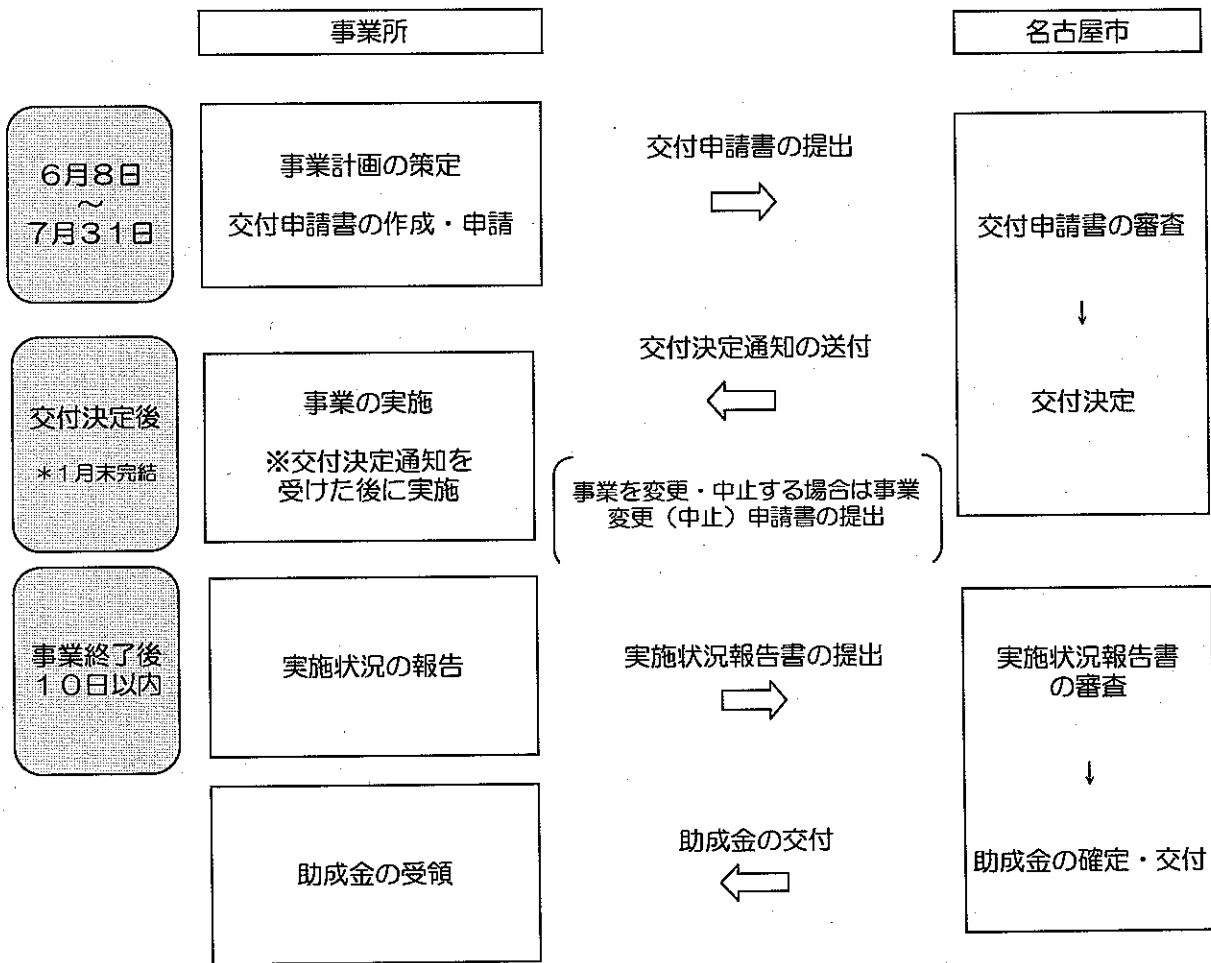 事業所
名古屋市
6月8日
～
7月31日
事業計画の策定
交付申請書の作成・申請
交付申請書の提出
交付申請書の審査
↓
交付決定
交付決定通知の送付
交付決定後
＊1月末完結
事業の実施
※交付決定通知を
受けた後に実施
事業を変更・中止する場合は事業
変更（中止）申請書の提出
事業終了後
10日以内
実施状況の報告
実施状況報告書の提出
実施状況報告書
の審査
↓
助成金の確定・交付
助成金の交付
助成金の受領